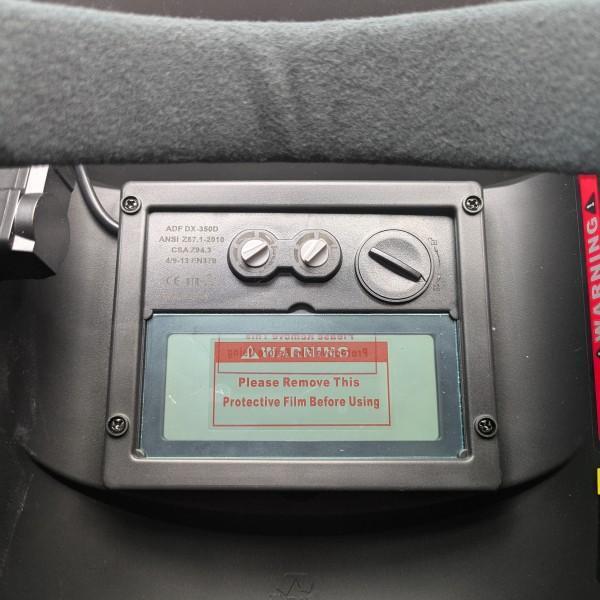 ADF DX-350D
ANSI Z87.1-2010
CSA Z94.3
4/9-13 EN379
CE
WARNING
Please Remove This
Protective Film Before Using
WARNING